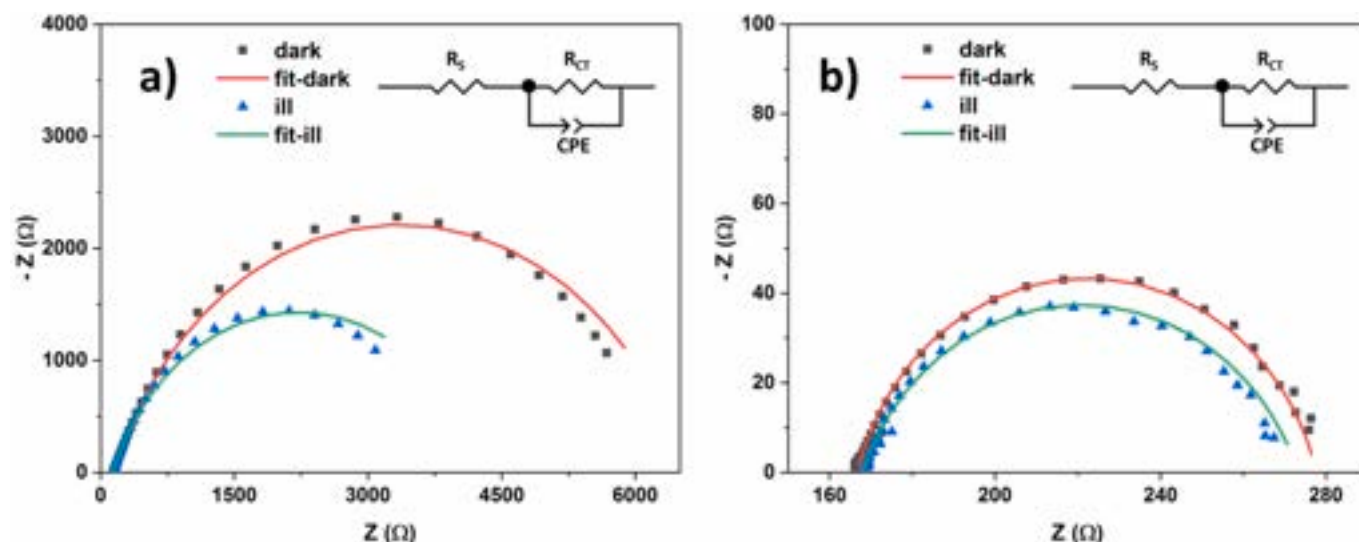 a)
dark
fit-dark
ill
fit-ill
R_S
R_CT
CPE
4000
3000
2000
1000
0
- Z (Ω)
0 1500 3000 4500 6000
Z (Ω)
b)
dark
fit-dark
ill
fit-ill
R_S
R_CT
CPE
100
80
60
40
20
0
- Z (Ω)
160 200 240 280
Z (Ω)